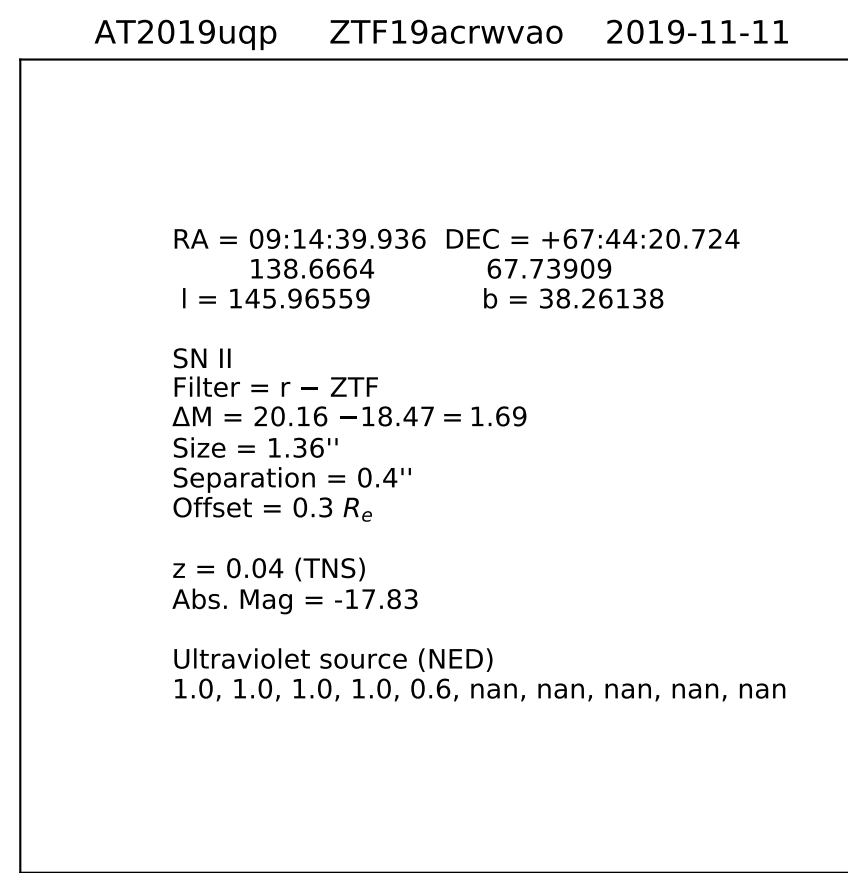 AT2019uqp ZTF19acrwvao 2019-11-11
RA = 09:14:39.936 DEC = +67:44:20.724
138.6664 67.73909
l = 145.96559 b = 38.26138
SN II
Filter = r − ZTF
ΔM = 20.16 −18.47 = 1.69
Size = 1.36''
Separation = 0.4''
Offset = 0.3 Rₑ
z = 0.04 (TNS)
Abs. Mag = -17.83
Ultraviolet source (NED)
1.0, 1.0, 1.0, 1.0, 0.6, nan, nan, nan, nan, nan